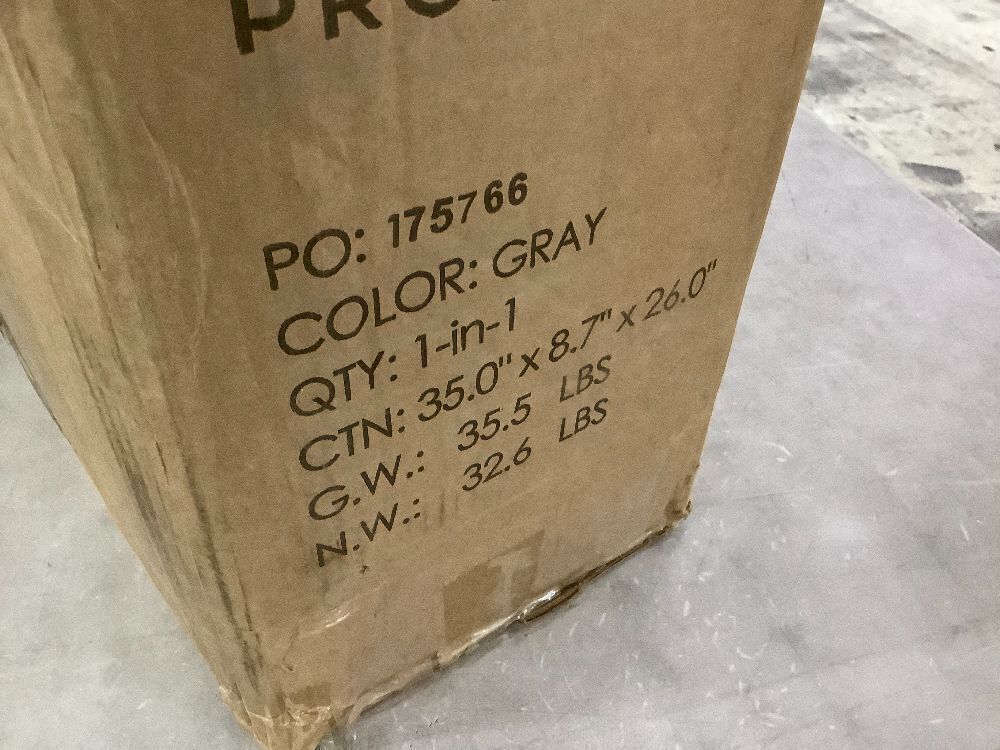 PO: 175766
COLOR: GRAY
QTY: 1-in-1
CTN: 35.0" x 8.7" x 26.0"
G.W.: 35.5 LBS
N.W.: 32.6 LBS